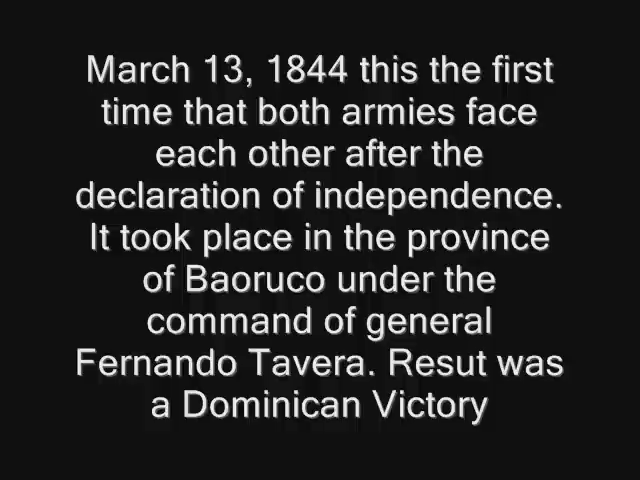 March 13, 1844 this the first
time that both armies face
each other after the
declaration of independence.
It took place in the province
of Baoruco under the
command of general
Fernando Tavera. Resut was
a Dominican Victory